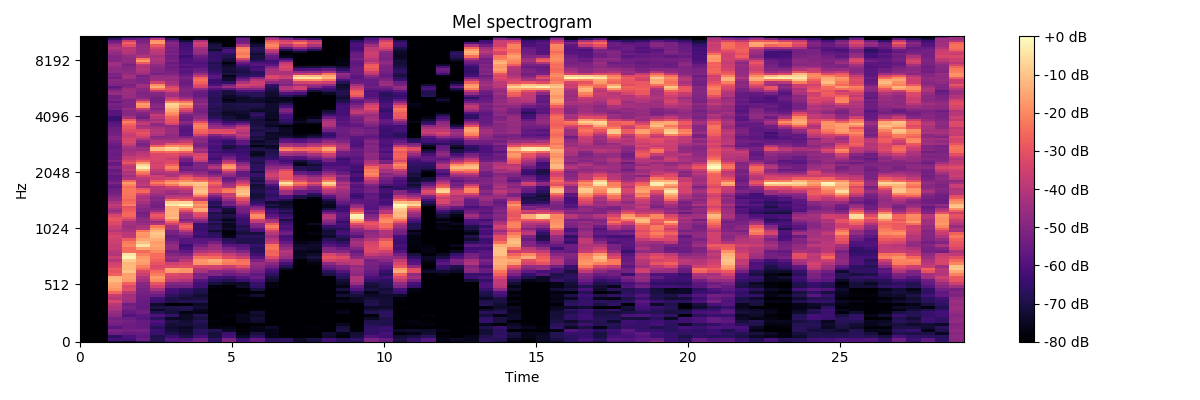 Mel spectrogram
8192
4096
2048
1024
512
0
Hz
0 5 10 15 20 25
Time
+0 dB
-10 dB
-20 dB
-30 dB
-40 dB
-50 dB
-60 dB
-70 dB
-80 dB